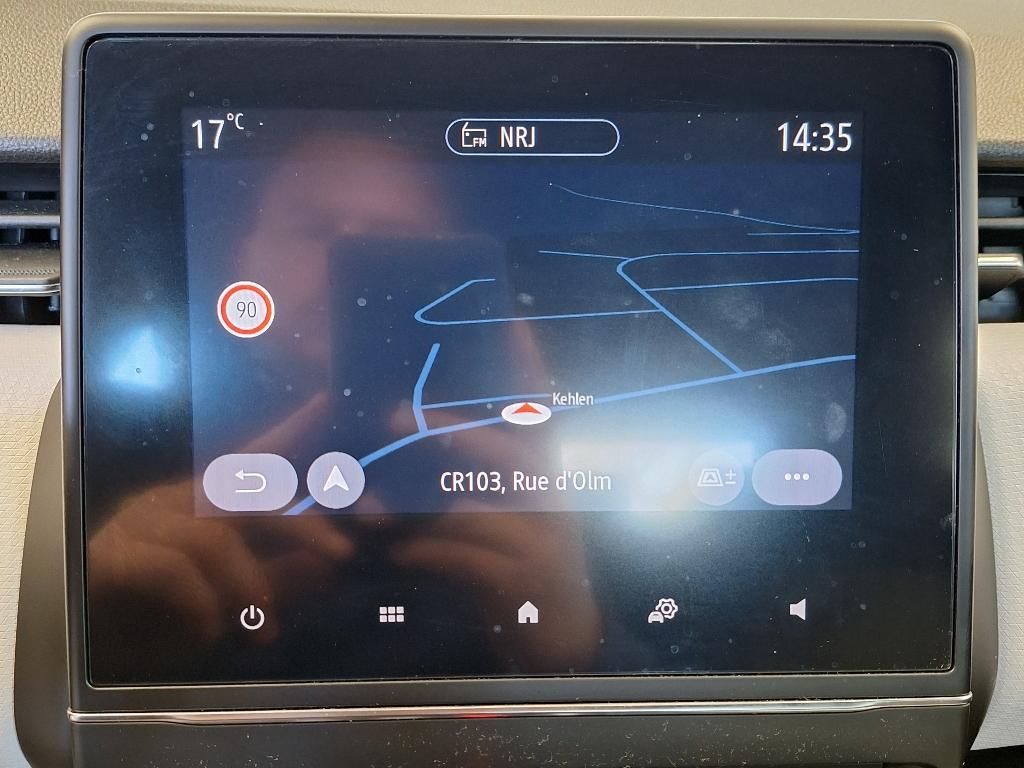 17°C
FM NRJ
14:35
90
Kehlen
CR103, Rue d'Olm